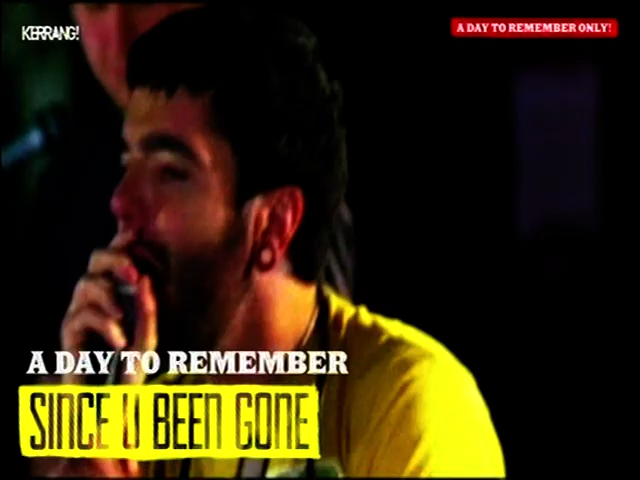 KERRANG!
A DAY TO REMEMBER ONLY!
A DAY TO REMEMBER
SINCE U BEEN GONE